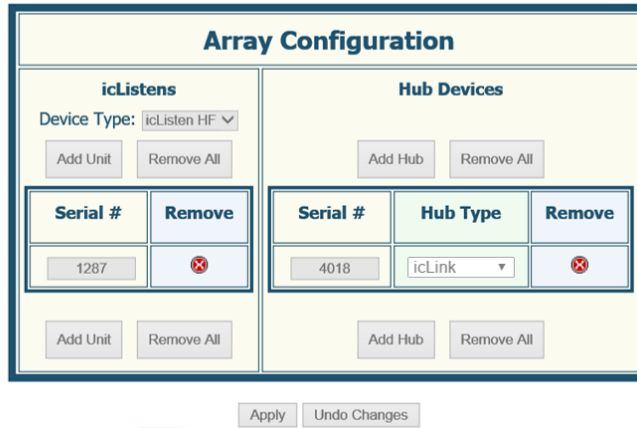 Array Configuration
icListens
Hub Devices
Device Type: icListen HF
Add Unit Remove All
Add Hub Remove All
Serial # Remove
Serial # Hub Type Remove
1287
4018 icLink
Add Unit Remove All
Add Hub Remove All
Apply Undo Changes